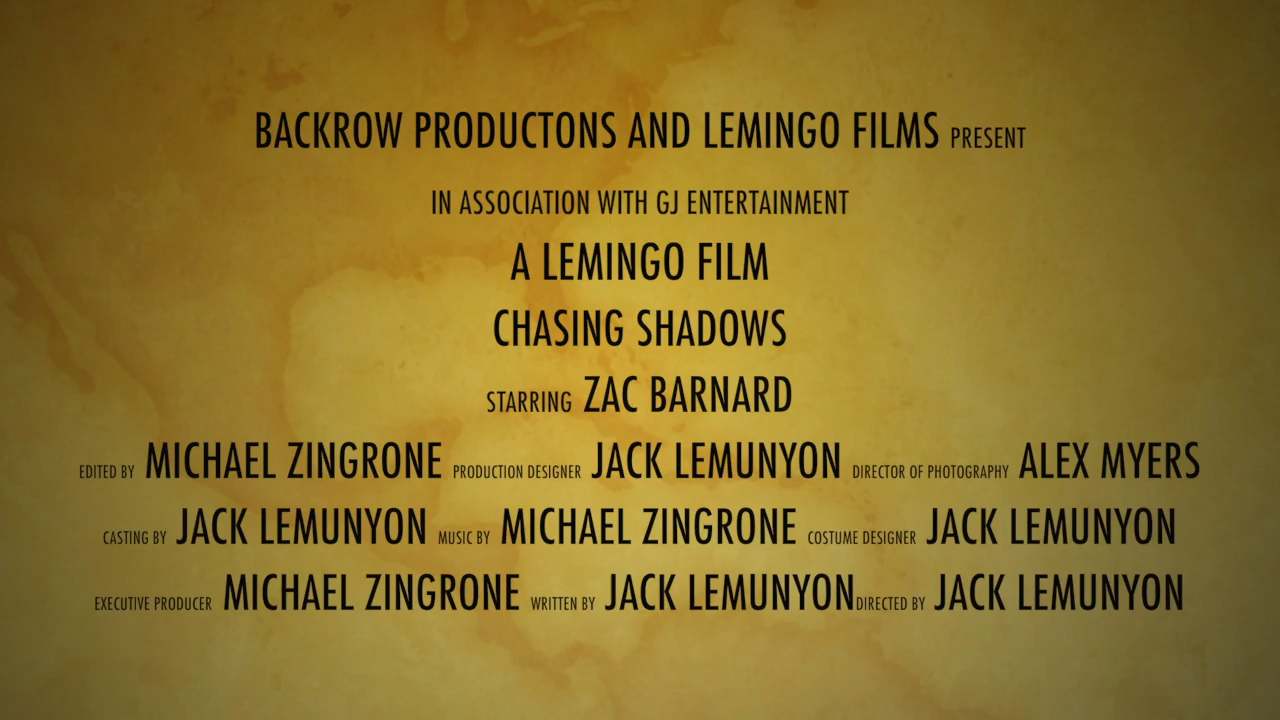 BACKROW PRODUCTONS AND LEMINGO FILMS PRESENT
IN ASSOCIATION WITH GJ ENTERTAINMENT
A LEMINGO FILM
CHASING SHADOWS
STARRING ZAC BARNARD
EDITED BY MICHAEL ZINGRONE PRODUCTION DESIGNER JACK LEMUNYON DIRECTOR OF PHOTOGRAPHY ALEX MYERS
CASTING BY JACK LEMUNYON MUSIC BY MICHAEL ZINGRONE COSTUME DESIGNER JACK LEMUNYON
EXECUTIVE PRODUCER MICHAEL ZINGRONE WRITTEN BY JACK LEMUNYON DIRECTED BY JACK LEMUNYON